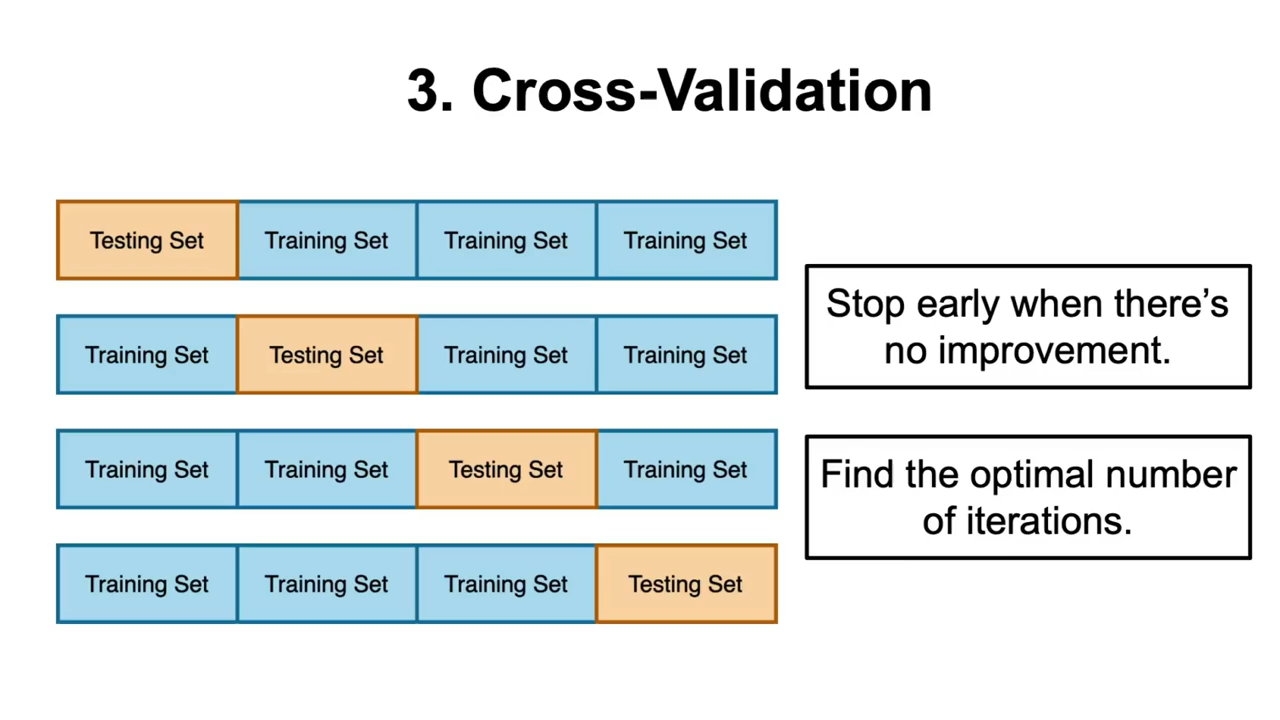 3. Cross-Validation
Testing Set Training Set Training Set Training Set
Training Set Testing Set Training Set Training Set
Training Set Training Set Testing Set Training Set
Training Set Training Set Training Set Testing Set
Stop early when there’s
no improvement.
Find the optimal number
of iterations.